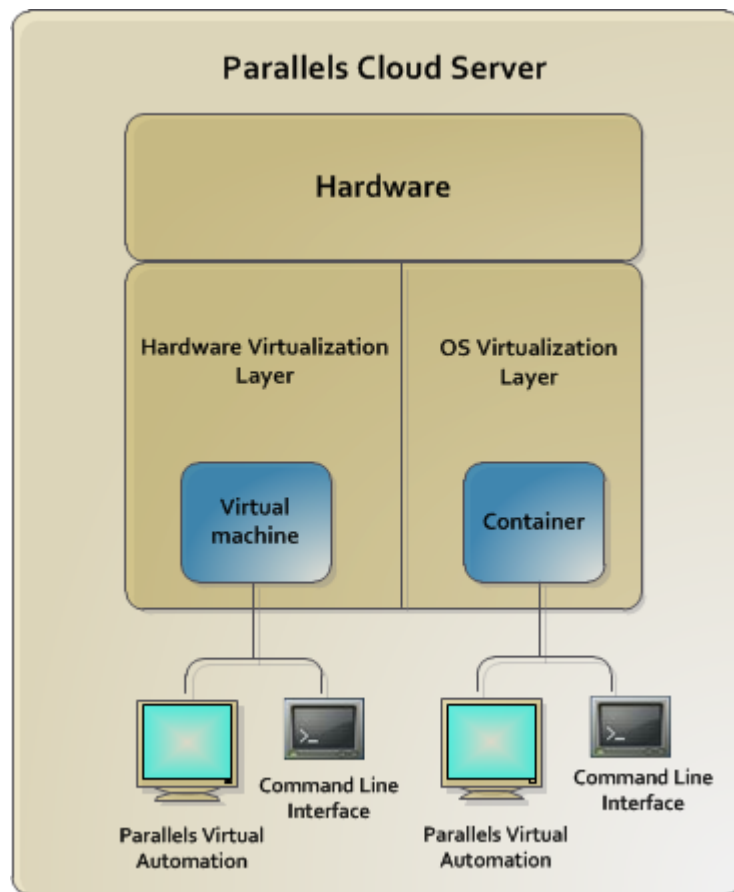 Parallels Cloud Server
Hardware
Hardware Virtualization
Layer
OS Virtualization
Layer
Virtual
machine
Container
>_
>_
Command Line
Interface
Command Line
Interface
Parallels Virtual
Automation
Parallels Virtual
Automation